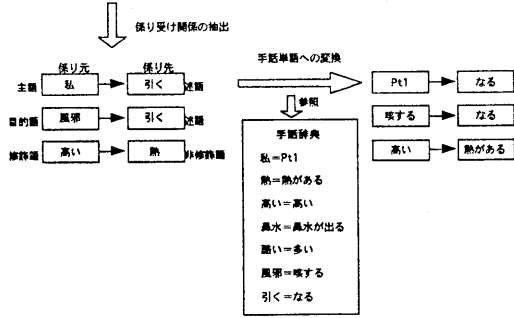 係り受け関係の抽出
係り元 係り先
主語 私 引く 述語
目的語 風邪 引く 述語
修飾語 高い 熱 非修飾語
手話単語への変換
参照
手話辞典
私=Pt1
熱=熱がある
高い=高い
鼻水=鼻水が出る
酷い=多い
風邪=咳する
引く=なる
Pt1 なる
咳する なる
高い 熱がある